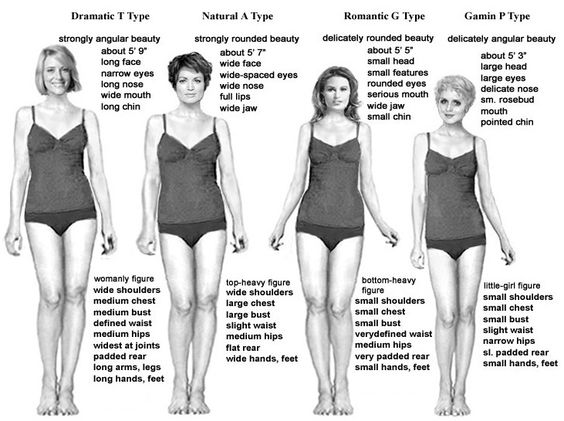 Dramatic T Type
strongly angular beauty
about 5' 9"
long face
narrow eyes
long nose
wide mouth
long chin
womanly figure
wide shoulders
medium chest
medium bust
defined waist
medium hips
widest at joints
padded rear
long arms, legs
long hands, feet
Natural A Type
strongly rounded beauty
about 5' 7"
wide face
wide-spaced eyes
wide nose
full lips
wide jaw
top-heavy figure
wide shoulders
large chest
large bust
slight waist
medium hips
flat rear
wide hands, feet
Romantic G Type
delicately rounded beauty
about 5' 5"
small head
small features
rounded eyes
serious mouth
wide jaw
small chin
bottom-heavy
figure
small shoulders
small chest
small bust
verydefined waist
medium hips
very padded rear
small hands, feet
Gamin P Type
delicately angular beauty
about 5' 3"
large head
large eyes
delicate nose
sm. rosebud
mouth
pointed chin
little-girl figure
small shoulders
small chest
small bust
slight waist
narrow hips
sl. padded rear
small hands, feet